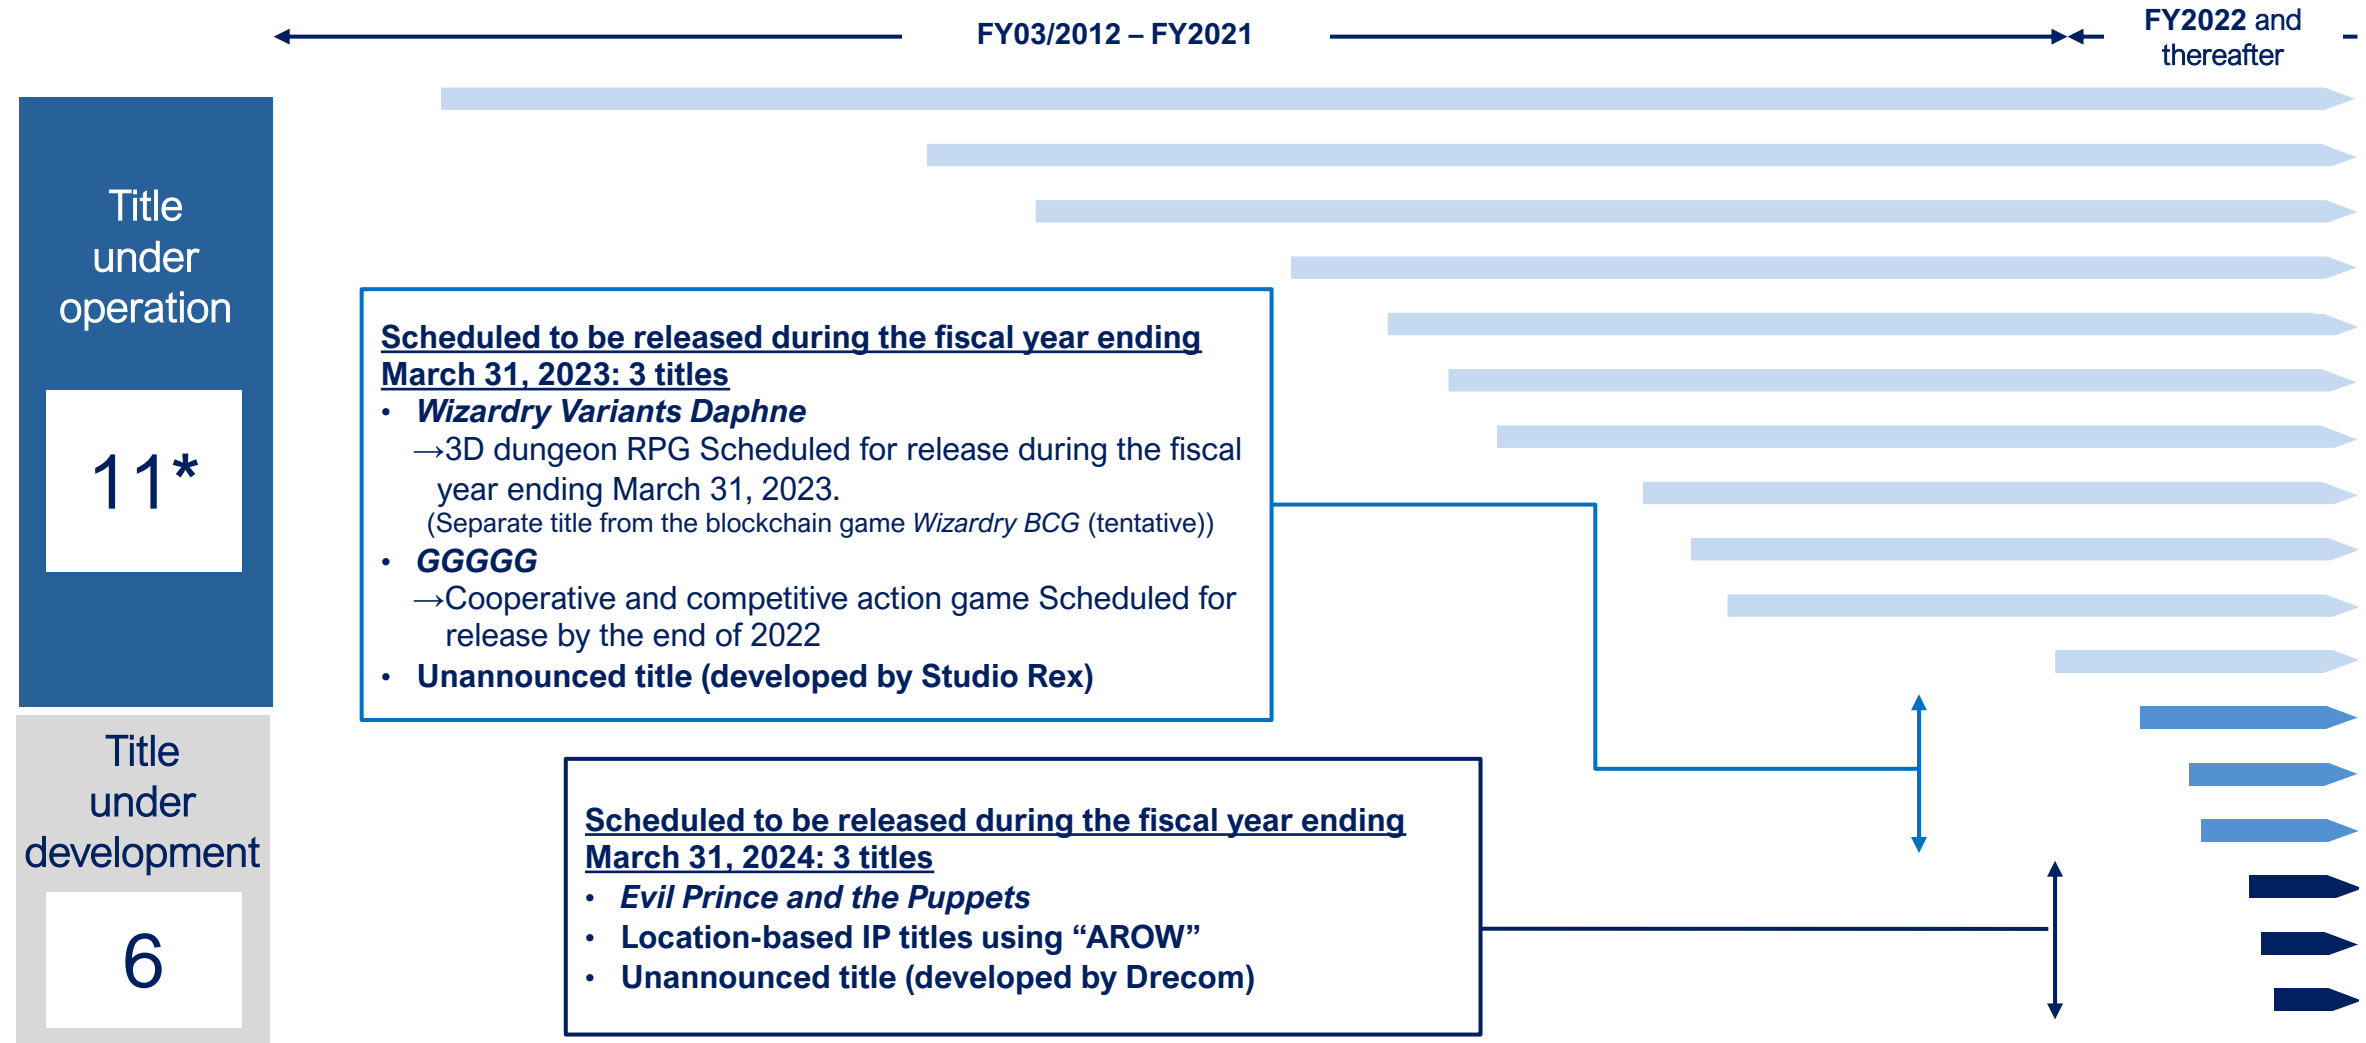 FY03/2012 – FY2021
FY2022 and
thereafter
Title
under
operation
11*
Scheduled to be released during the fiscal year ending
March 31, 2023: 3 titles
• Wizardry Variants Daphne
→3D dungeon RPG Scheduled for release during the fiscal
year ending March 31, 2023.
(Separate title from the blockchain game Wizardry BCG (tentative))
• GGGGG
→Cooperative and competitive action game Scheduled for
release by the end of 2022
• Unannounced title (developed by Studio Rex)
Title
under
development
6
Scheduled to be released during the fiscal year ending
March 31, 2024: 3 titles
• Evil Prince and the Puppets
• Location-based IP titles using “AROW”
• Unannounced title (developed by Drecom)